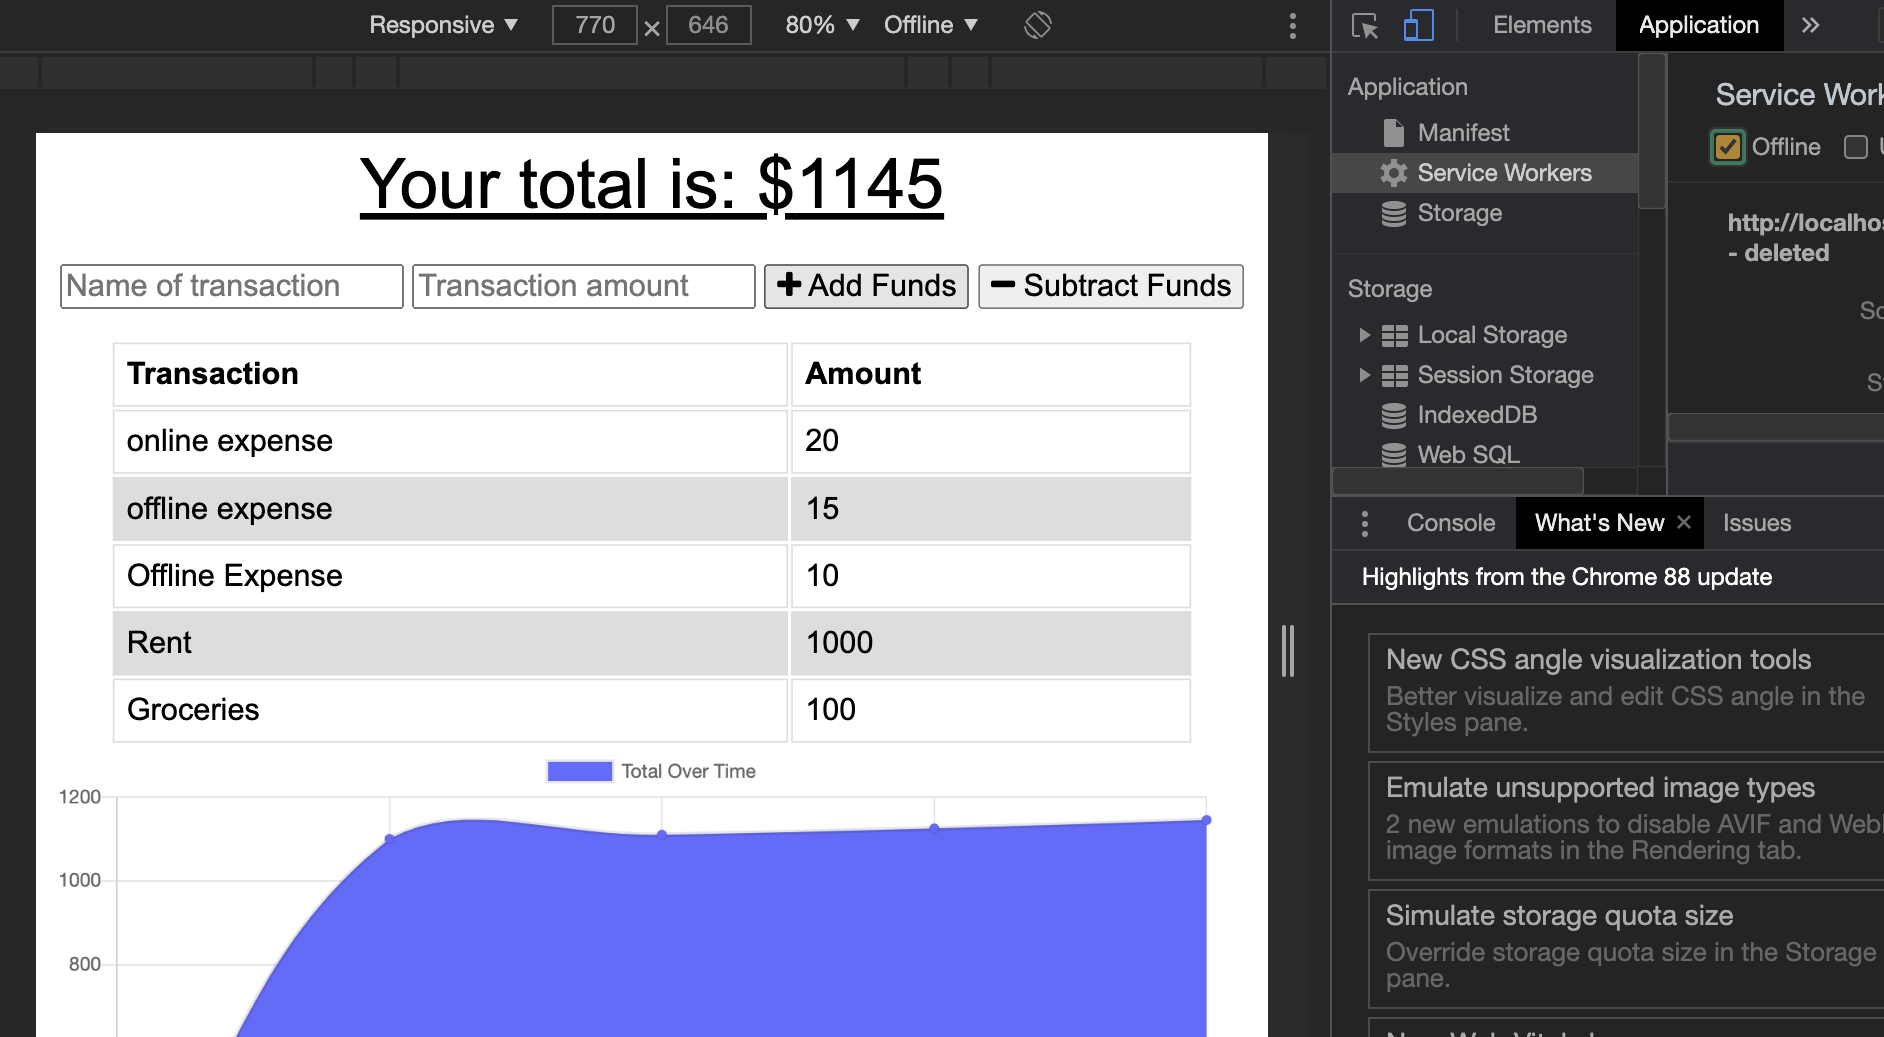 Responsive ▼ 770 × 646 80% ▼ Offline ▼
Elements Application »
Your total is: $1145
Name of transaction Transaction amount + Add Funds − Subtract Funds
Transaction Amount
online expense 20
offline expense 15
Offline Expense 10
Rent 1000
Groceries 100
Total Over Time
1200
1000
800
Application
Manifest
Service Workers
Storage
Storage
Local Storage
Session Storage
IndexedDB
Web SQL
Service Work
Offline
http://localhos
- deleted
Console What's New × Issues
Highlights from the Chrome 88 update
New CSS angle visualization tools
Better visualize and edit CSS angle in the
Styles pane.
Emulate unsupported image types
2 new emulations to disable AVIF and Web
image formats in the Rendering tab.
Simulate storage quota size
Override storage quota size in the Storage
pane.